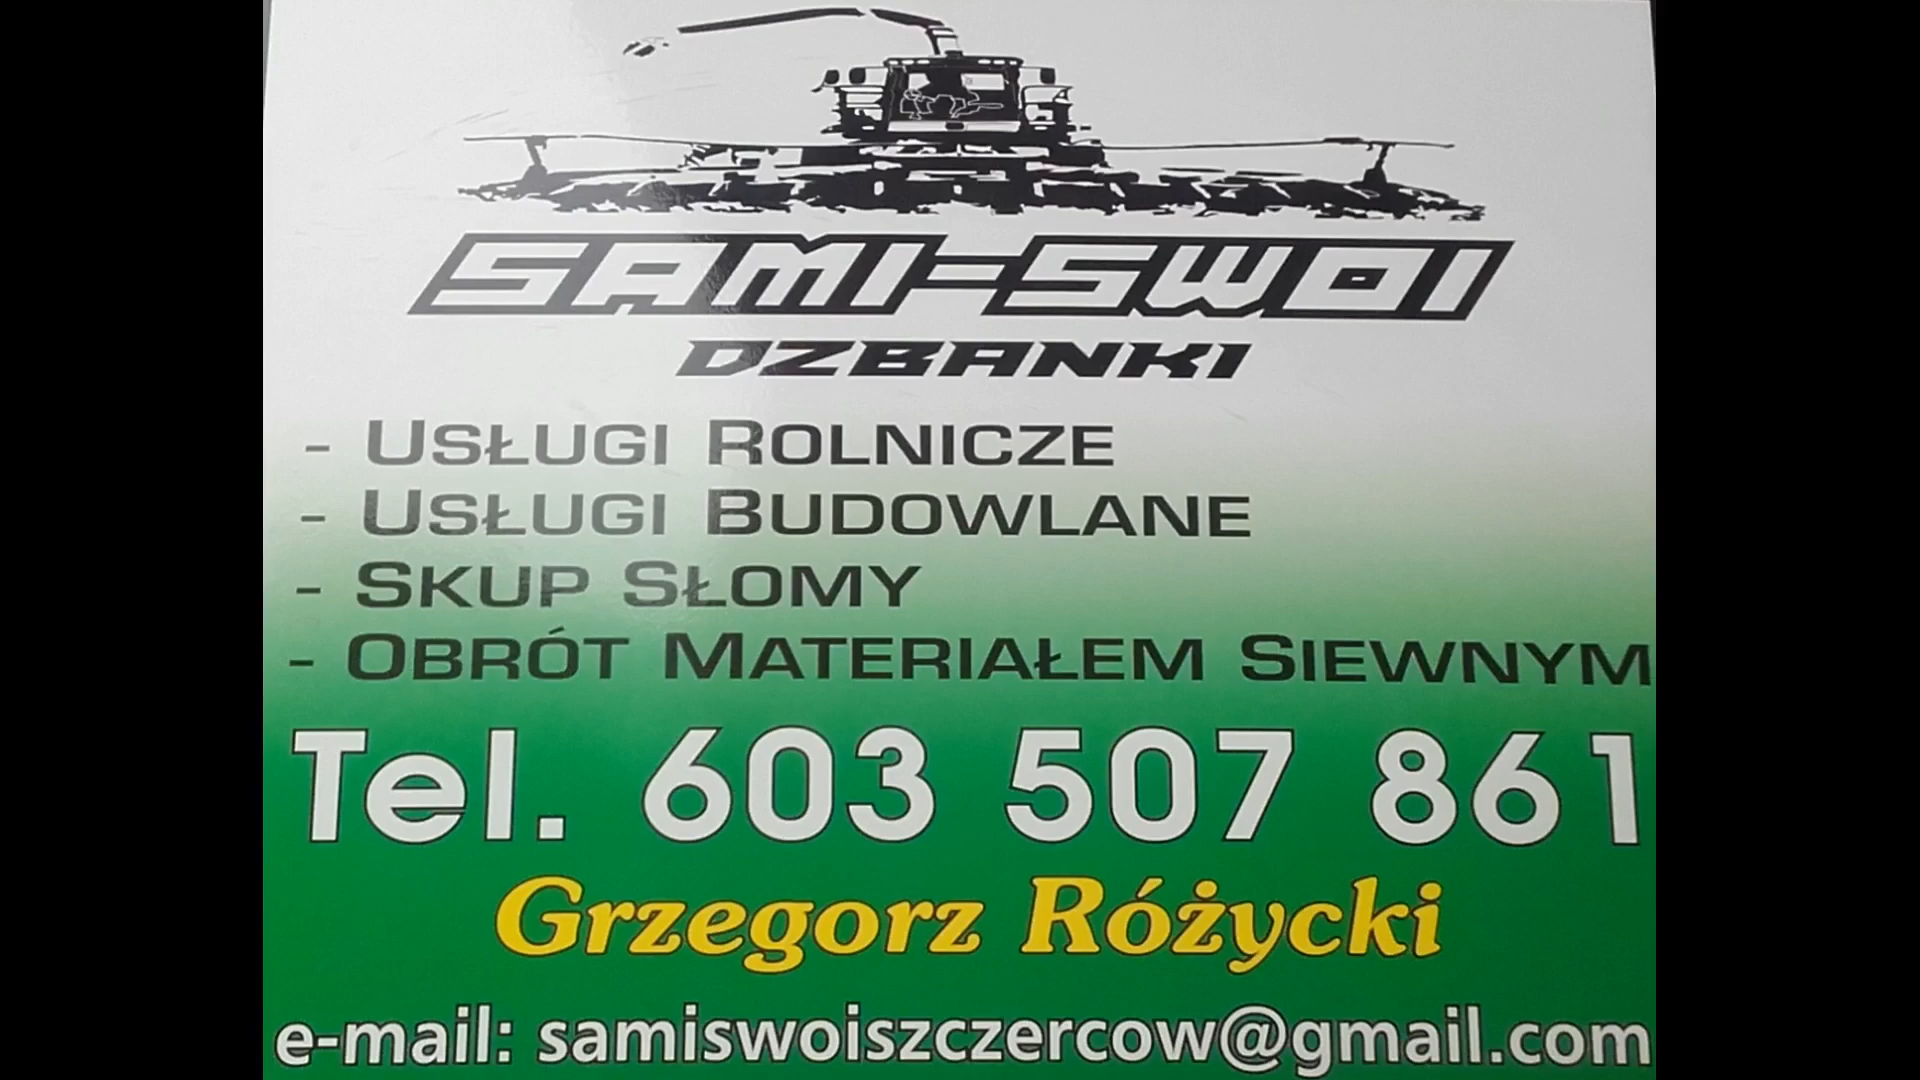 SAMI-SWOI
DZBANKI
- USŁUGI ROLNICZE
- USŁUGI BUDOWLANE
- SKUP SŁOMY
- OBRÓT MATERIAŁEM SIEWNYM
Tel. 603 507 861
Grzegorz Różycki
e-mail: samiswoiszczercow@gmail.com